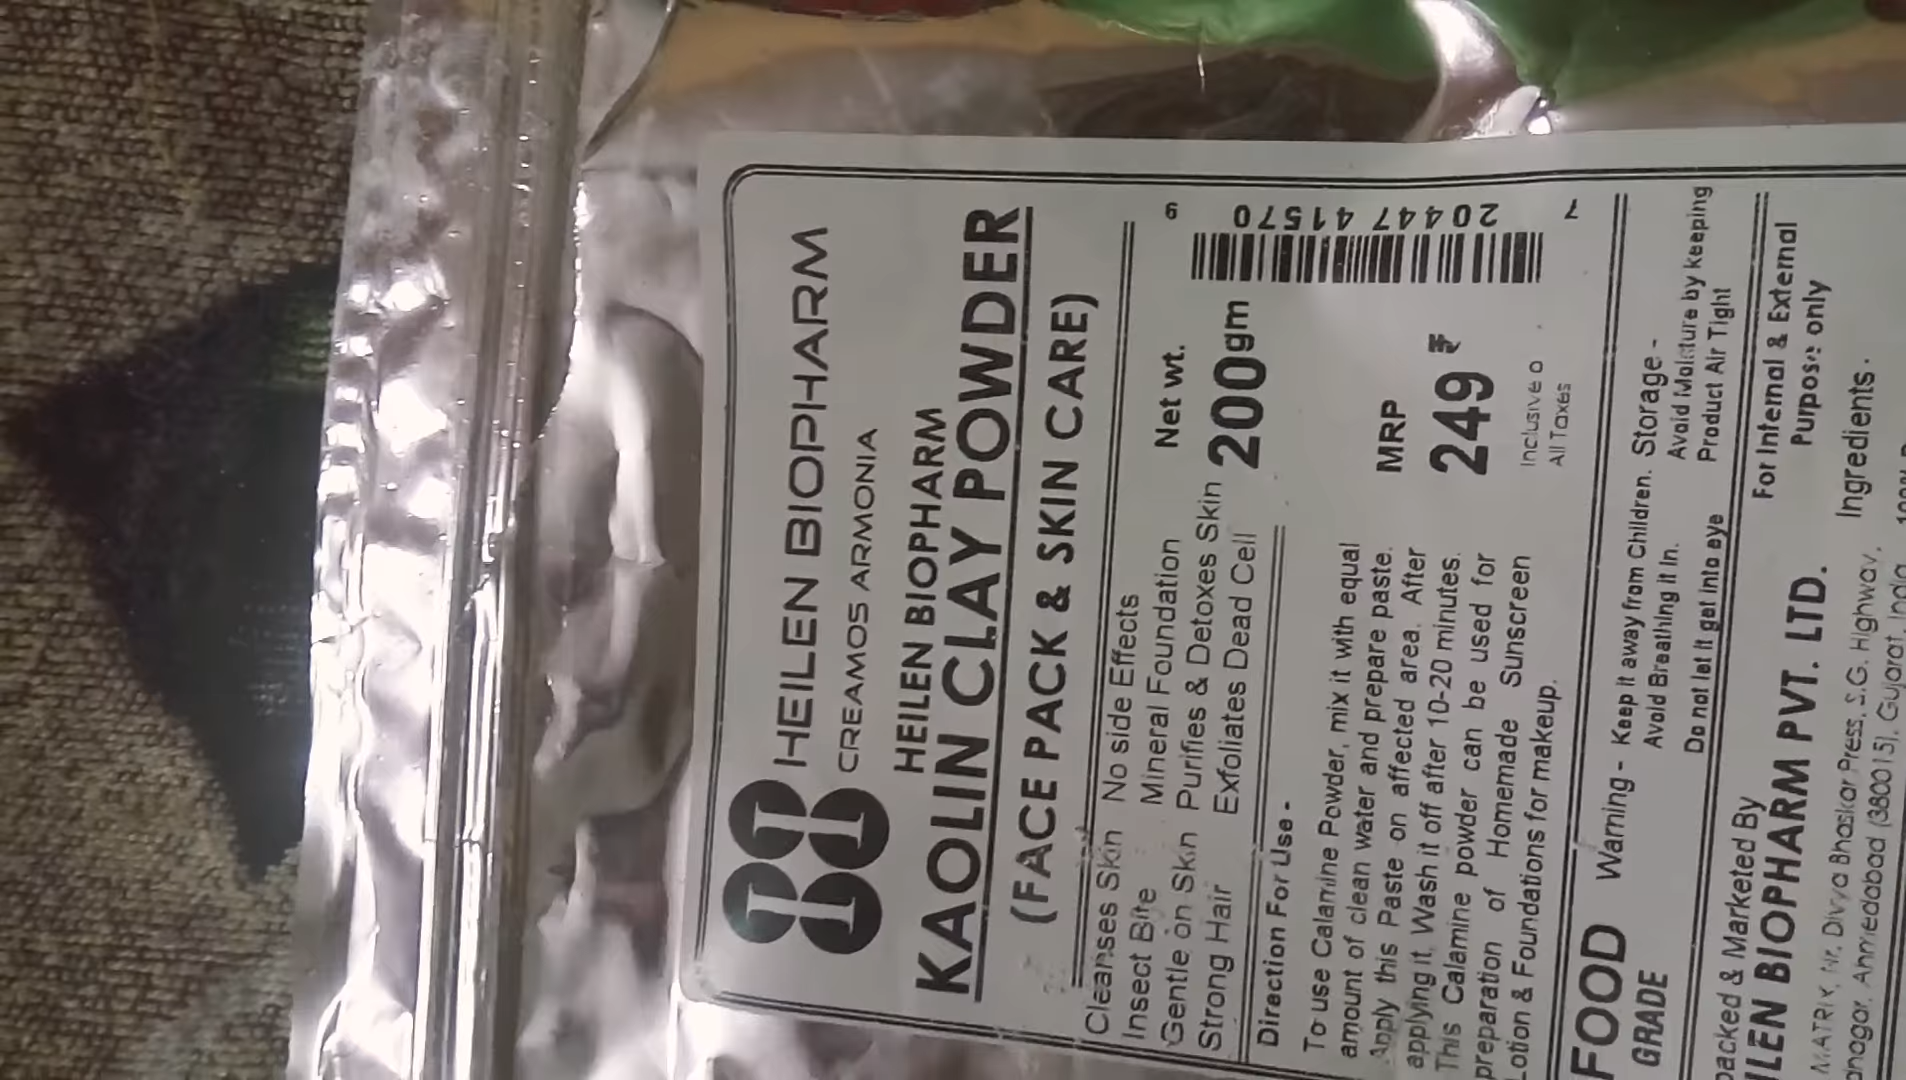 HEILEN BIOPHARM
CREAMOS ARMONIA
HEILEN BIOPHARM
KAOLIN CLAY POWDER
(FACE PACK & SKIN CARE)
Cleanses Skin No side Effects
Insect Bite Mineral Foundation
Gentle on Skin Purifies & Detoxes Skin
Strong Hair Exfoliates Dead Cell
Net wt.
200gm
7 20447 41570 9
Direction For Use -
To use Calamine Powder, mix it with equal
amount of clean water and prepare paste.
Apply this Paste on affected area. After
applying it, Wash it off after 10-20 minutes.
This Calamine powder can be used for
preparation of Homemade Sunscreen
Lotion & Foundations for makeup.
MRP
249 ₹
Inclusive o
All Taxes
FOOD
GRADE
Warning - Keep it away from Children.
Avoid Breathing it In.
Do not let it get into eye
Storage -
Avoid Moisture by keeping
Product Air Tight
packed & Marketed By
ILEN BIOPHARM PVT. LTD.
MATRIX, Nr. Divya Bhaskar Press, S.G. Highway,
dnagar, Ahmedabad (380015), Gujarat, India
For Internal & External
Purpose only
Ingredients.